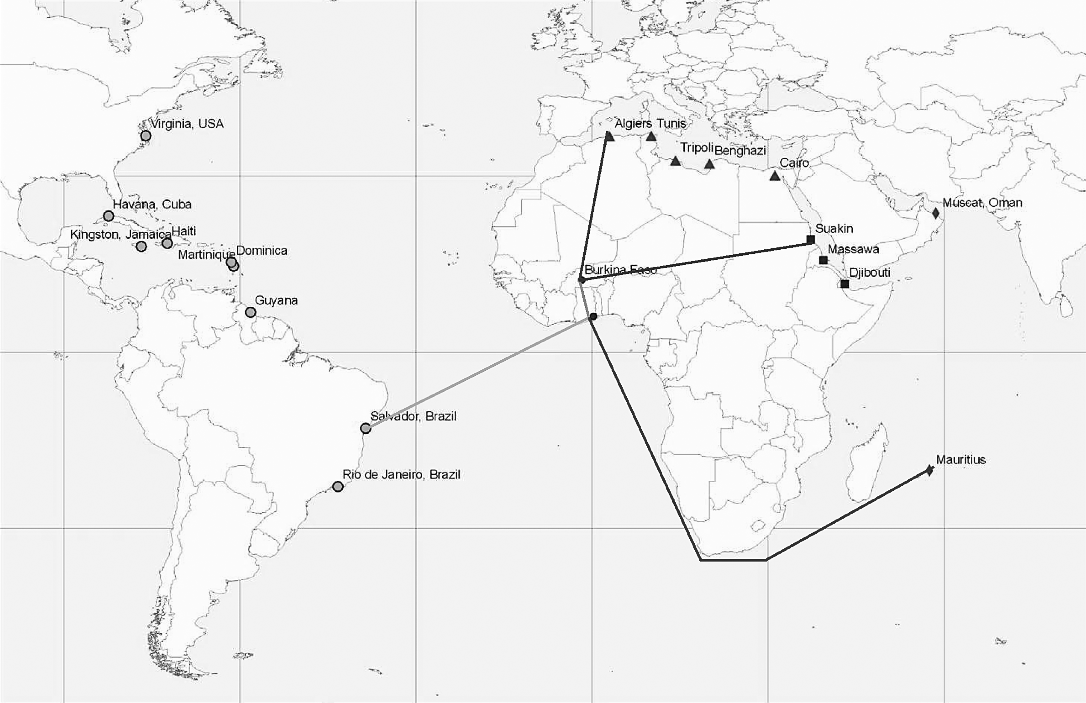 Virginia, USA
Algiers
Tunis
Tripoli
Benghazi
Cairo
Havana, Cuba
Muscat, Oman
Kingston, Jamaica
Haiti
Suakin
Martinique
Dominica
Massawa
Burkina Faso
Djibouti
Guyana
Salvador, Brazil
Mauritius
Rio de Janeiro, Brazil